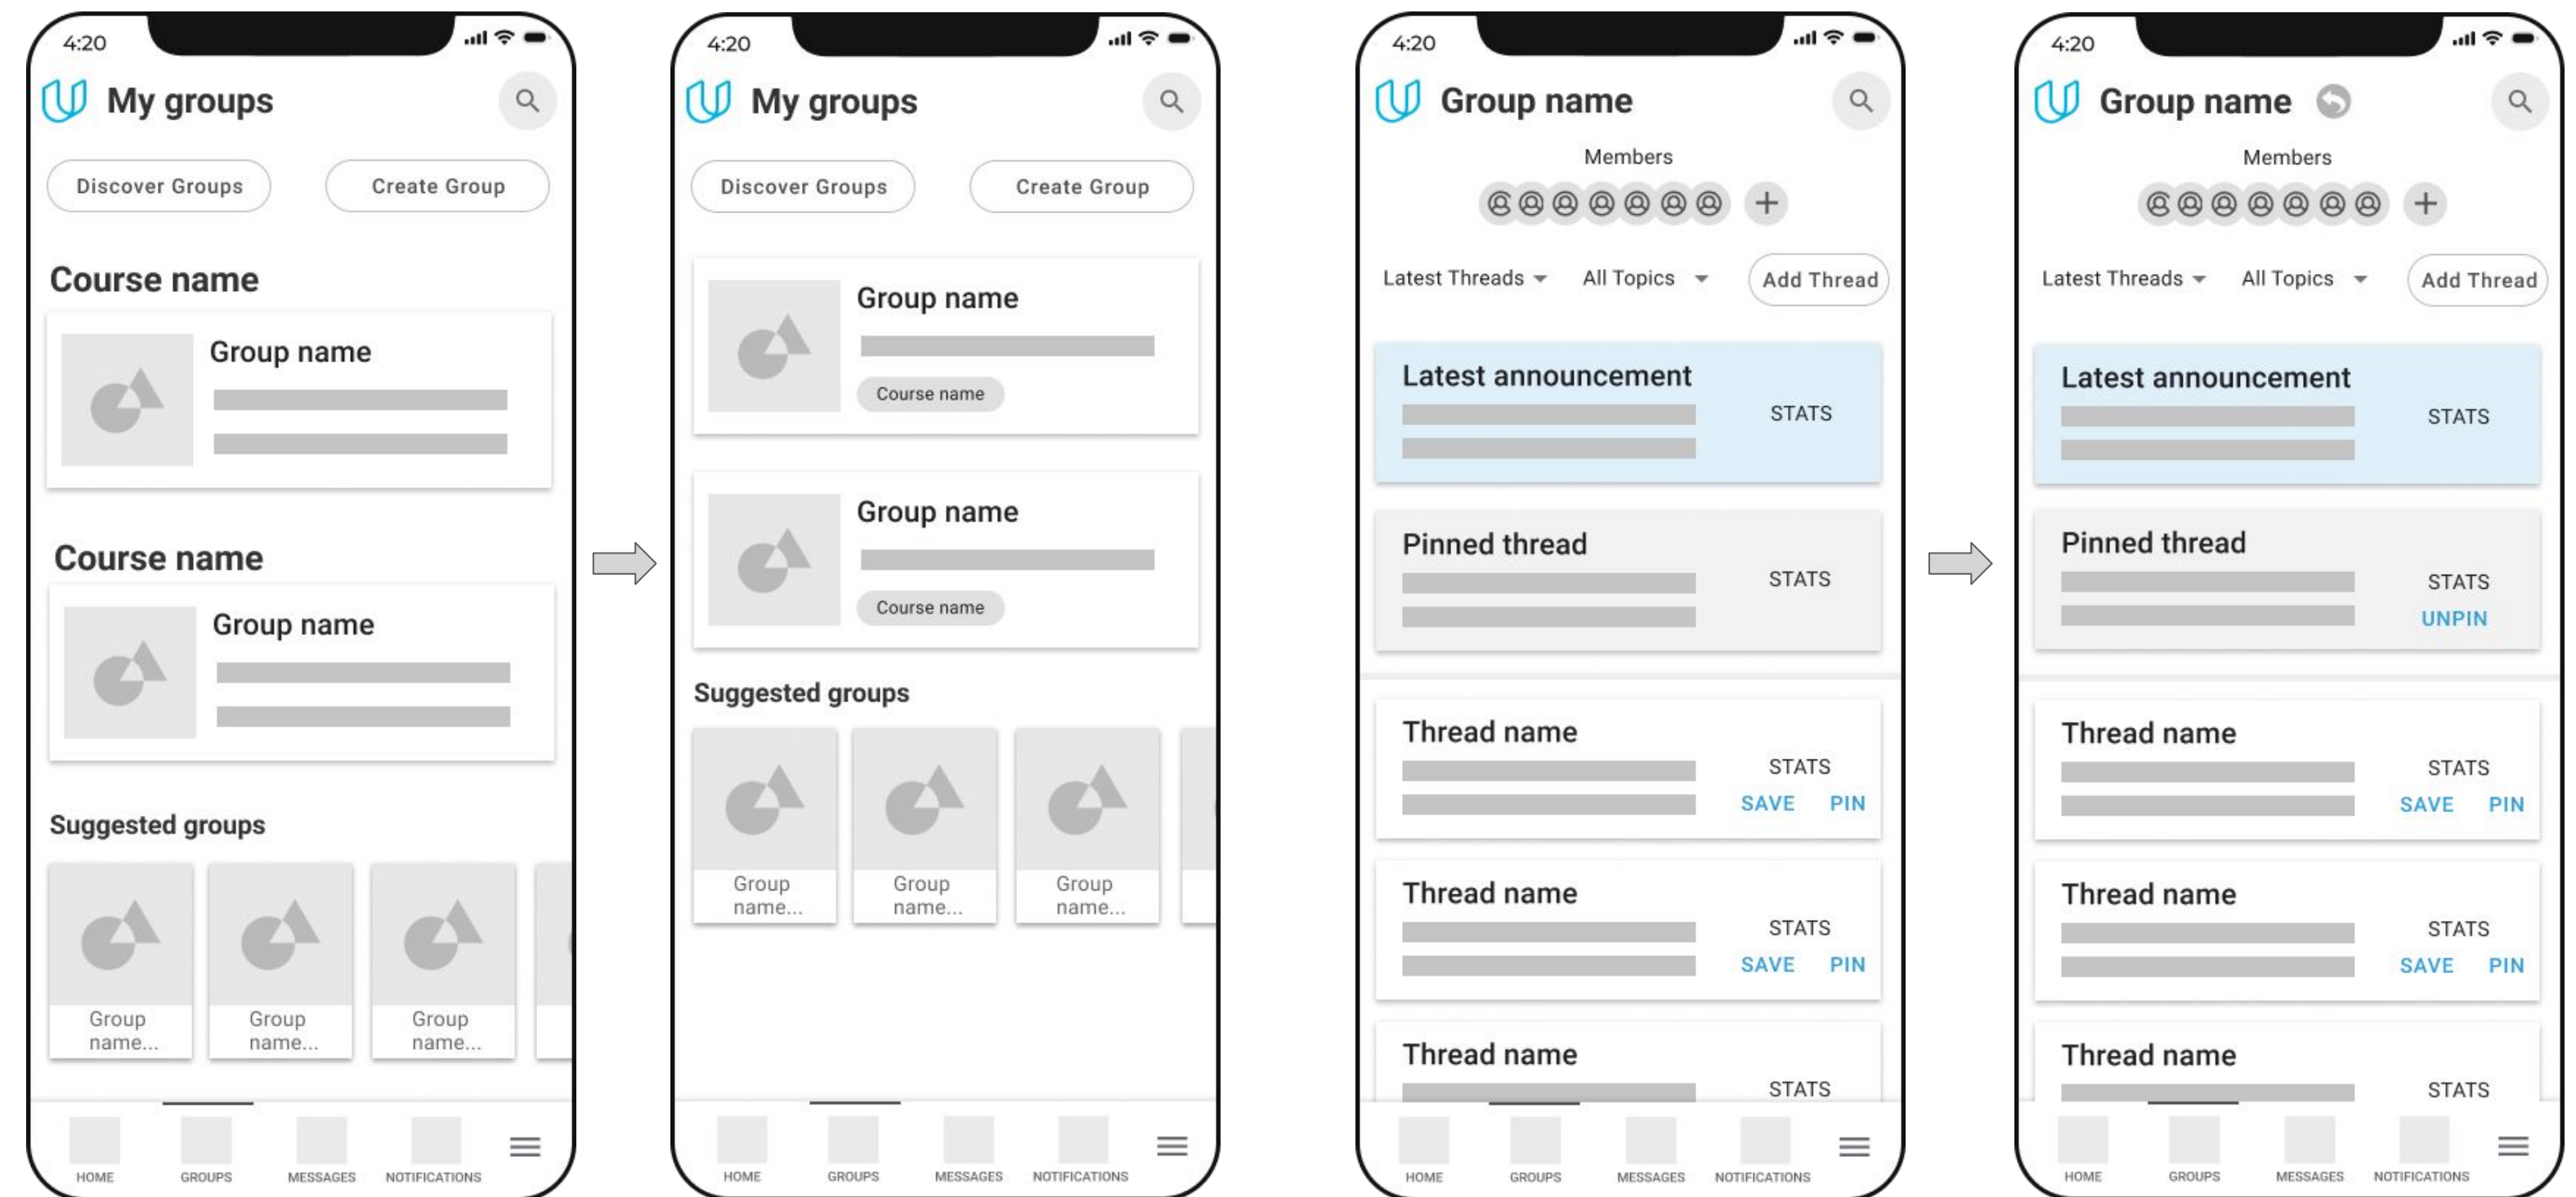 4:20
My groups
Discover Groups
Create Group
Course name
Group name
Course name
Group name
Suggested groups
Group
name...
Group
name...
Group
name...
HOME
GROUPS
MESSAGES
NOTIFICATIONS
4:20
My groups
Discover Groups
Create Group
Group name
Course name
Group name
Course name
Suggested groups
Group
name...
Group
name...
Group
name...
HOME
GROUPS
MESSAGES
NOTIFICATIONS
4:20
Group name
Members
Latest Threads
All Topics
Add Thread
Latest announcement
STATS
Pinned thread
STATS
Thread name
STATS
SAVE PIN
Thread name
STATS
SAVE PIN
Thread name
STATS
HOME
GROUPS
MESSAGES
NOTIFICATIONS
4:20
Group name
Members
Latest Threads
All Topics
Add Thread
Latest announcement
STATS
Pinned thread
STATS
UNPIN
Thread name
STATS
SAVE PIN
Thread name
STATS
SAVE PIN
Thread name
STATS
HOME
GROUPS
MESSAGES
NOTIFICATIONS